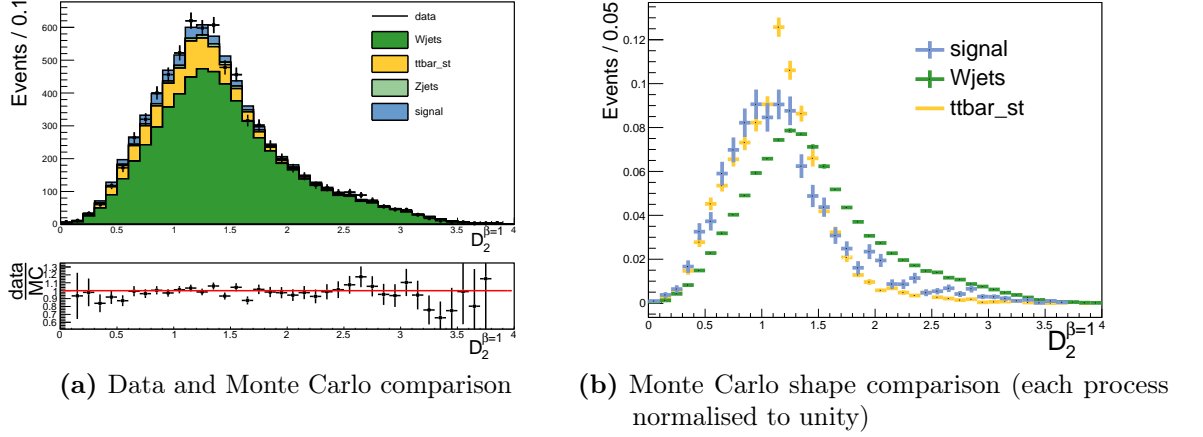 Events / 0.1
600
500
400
300
200
100
0
data
Wjets
ttbar_st
Zjets
signal
0 0.5 1 1.5 2 2.5 3 3.5 4
D₂^β=1
data
MC
1.3
1.2
1.1
1
0.9
0.8
0.7
0.6
0 0.5 1 1.5 2 2.5 3 3.5 4
D₂^β=1
(a) Data and Monte Carlo comparison
Events / 0.05
0.12
0.1
0.08
0.06
0.04
0.02
0
signal
Wjets
ttbar_st
0 0.5 1 1.5 2 2.5 3 3.5 4
D₂^β=1
(b) Monte Carlo shape comparison (each process
normalised to unity)